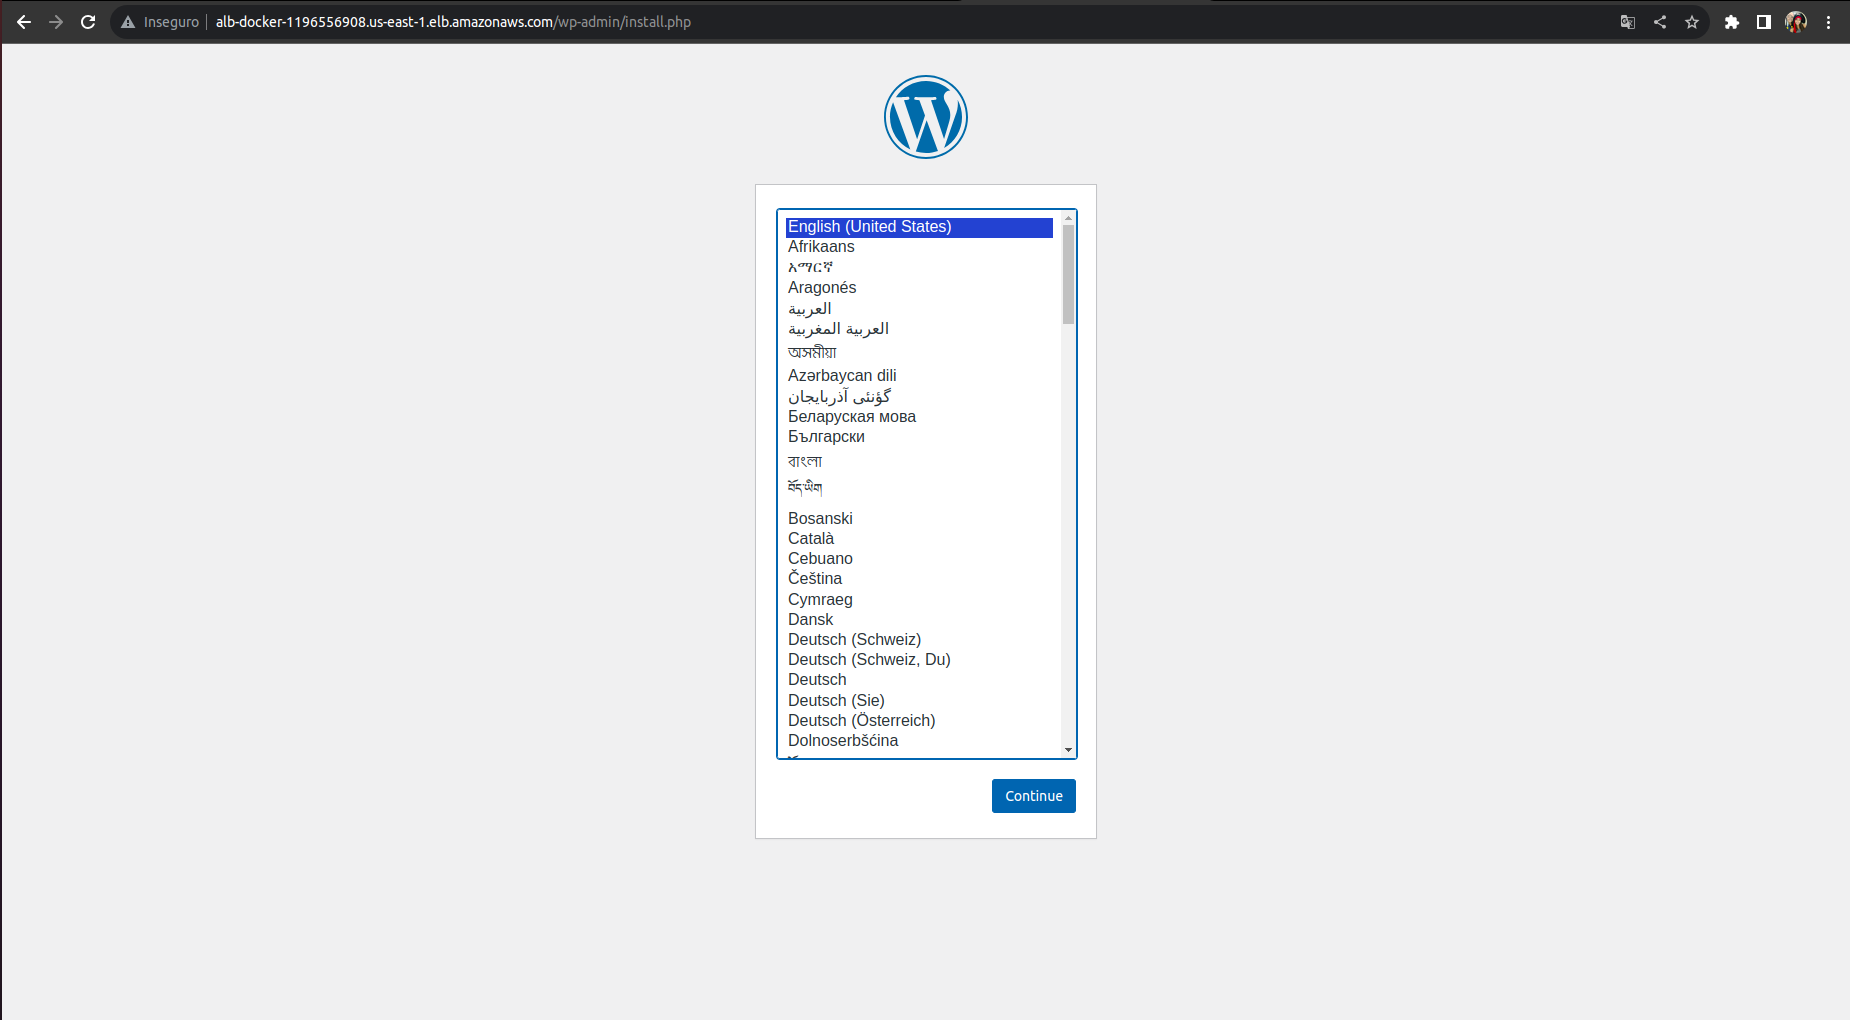 Inseguro
alb-docker-1196556908.us-east-1.elb.amazonaws.com/wp-admin/install.php
English (United States)
Afrikaans
አማርኛ
Aragonés
العربية
العربية المغربية
অসমীয়া
Azərbaycan dili
گؤنئی آذربایجان
Беларуская мова
Български
বাংলা
བོད་ཡིག
Bosanski
Català
Cebuano
Čeština
Cymraeg
Dansk
Deutsch (Schweiz)
Deutsch (Schweiz, Du)
Deutsch
Deutsch (Sie)
Deutsch (Österreich)
Dolnoserbšćina
Continue